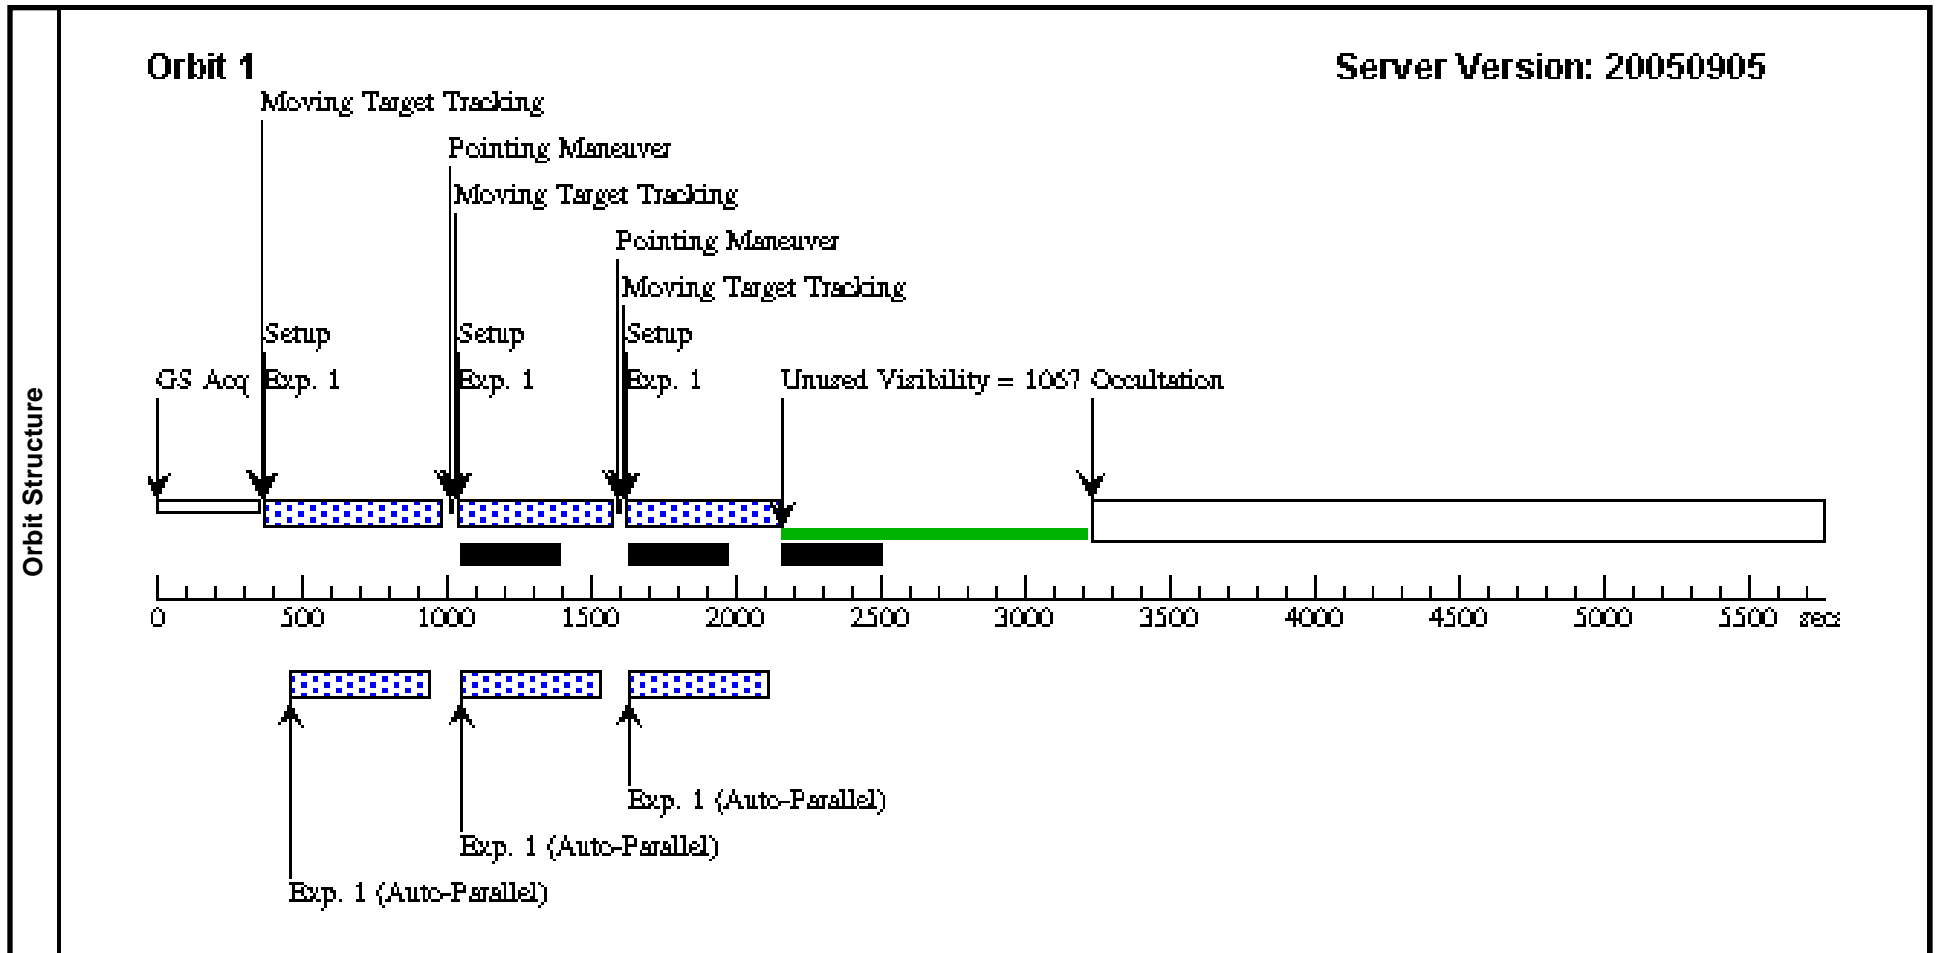 Orbit 1
Server Version: 20050905
Moving Target Tracking
Pointing Maneuver
Moving Target Tracking
Pointing Maneuver
Moving Target Tracking
Setup Setup Setup
GS Acq Exp. 1 Exp. 1 Exp. 1 Unused Visibility = 1067 Occultation
Orbit Structure
0 500 1000 1500 2000 2500 3000 3500 4000 4500 5000 5500 secs
Exp. 1 (Auto-Parallel)
Exp. 1 (Auto-Parallel)
Exp. 1 (Auto-Parallel)